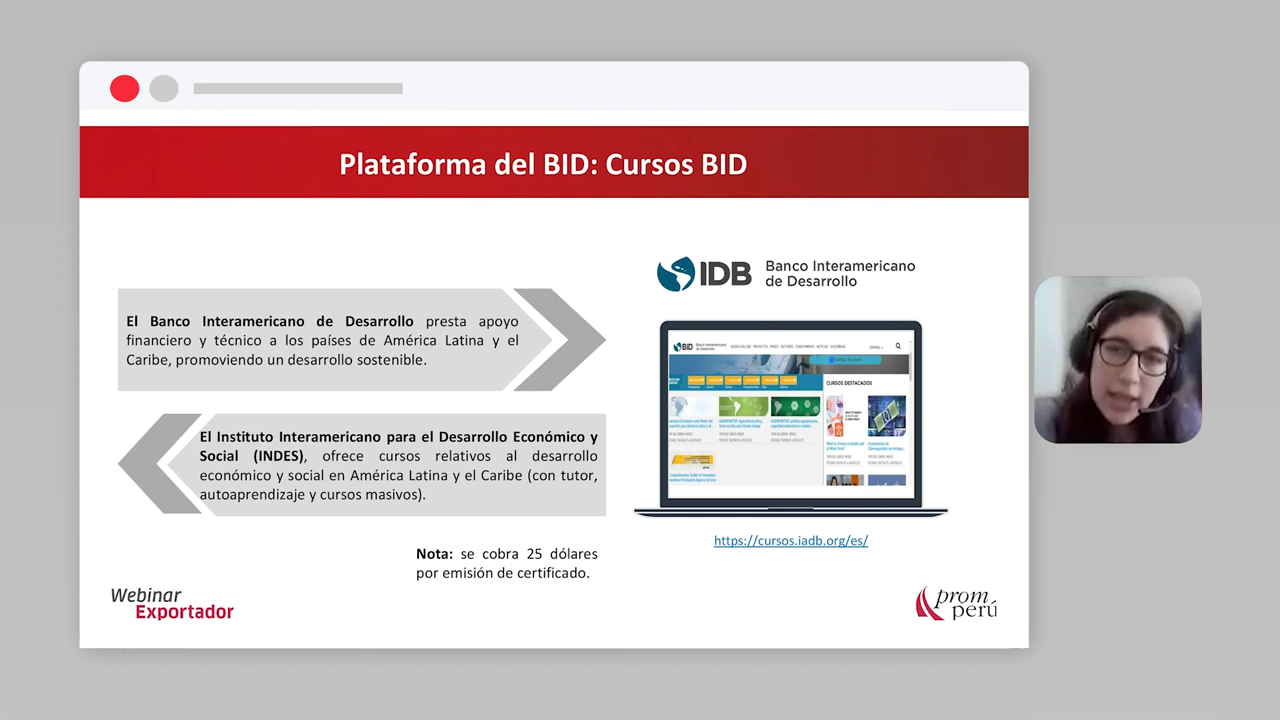 Plataforma del BID: Cursos BID
IDB
Banco Interamericano
de Desarrollo
El Banco Interamericano de Desarrollo presta apoyo
financiero y técnico a los países de América Latina y el
Caribe, promoviendo un desarrollo sostenible.
El Instituto Interamericano para el Desarrollo Económico y
Social (INDES), ofrece cursos relativos al desarrollo
económico y social en América Latina y el Caribe (con tutor,
autoaprendizaje y cursos masivos).
BID
CURSOS DESTACADOS
https://cursos.iadb.org/es/
Nota: se cobra 25 dólares
por emisión de certificado.
Webinar
Exportador
prom
perú